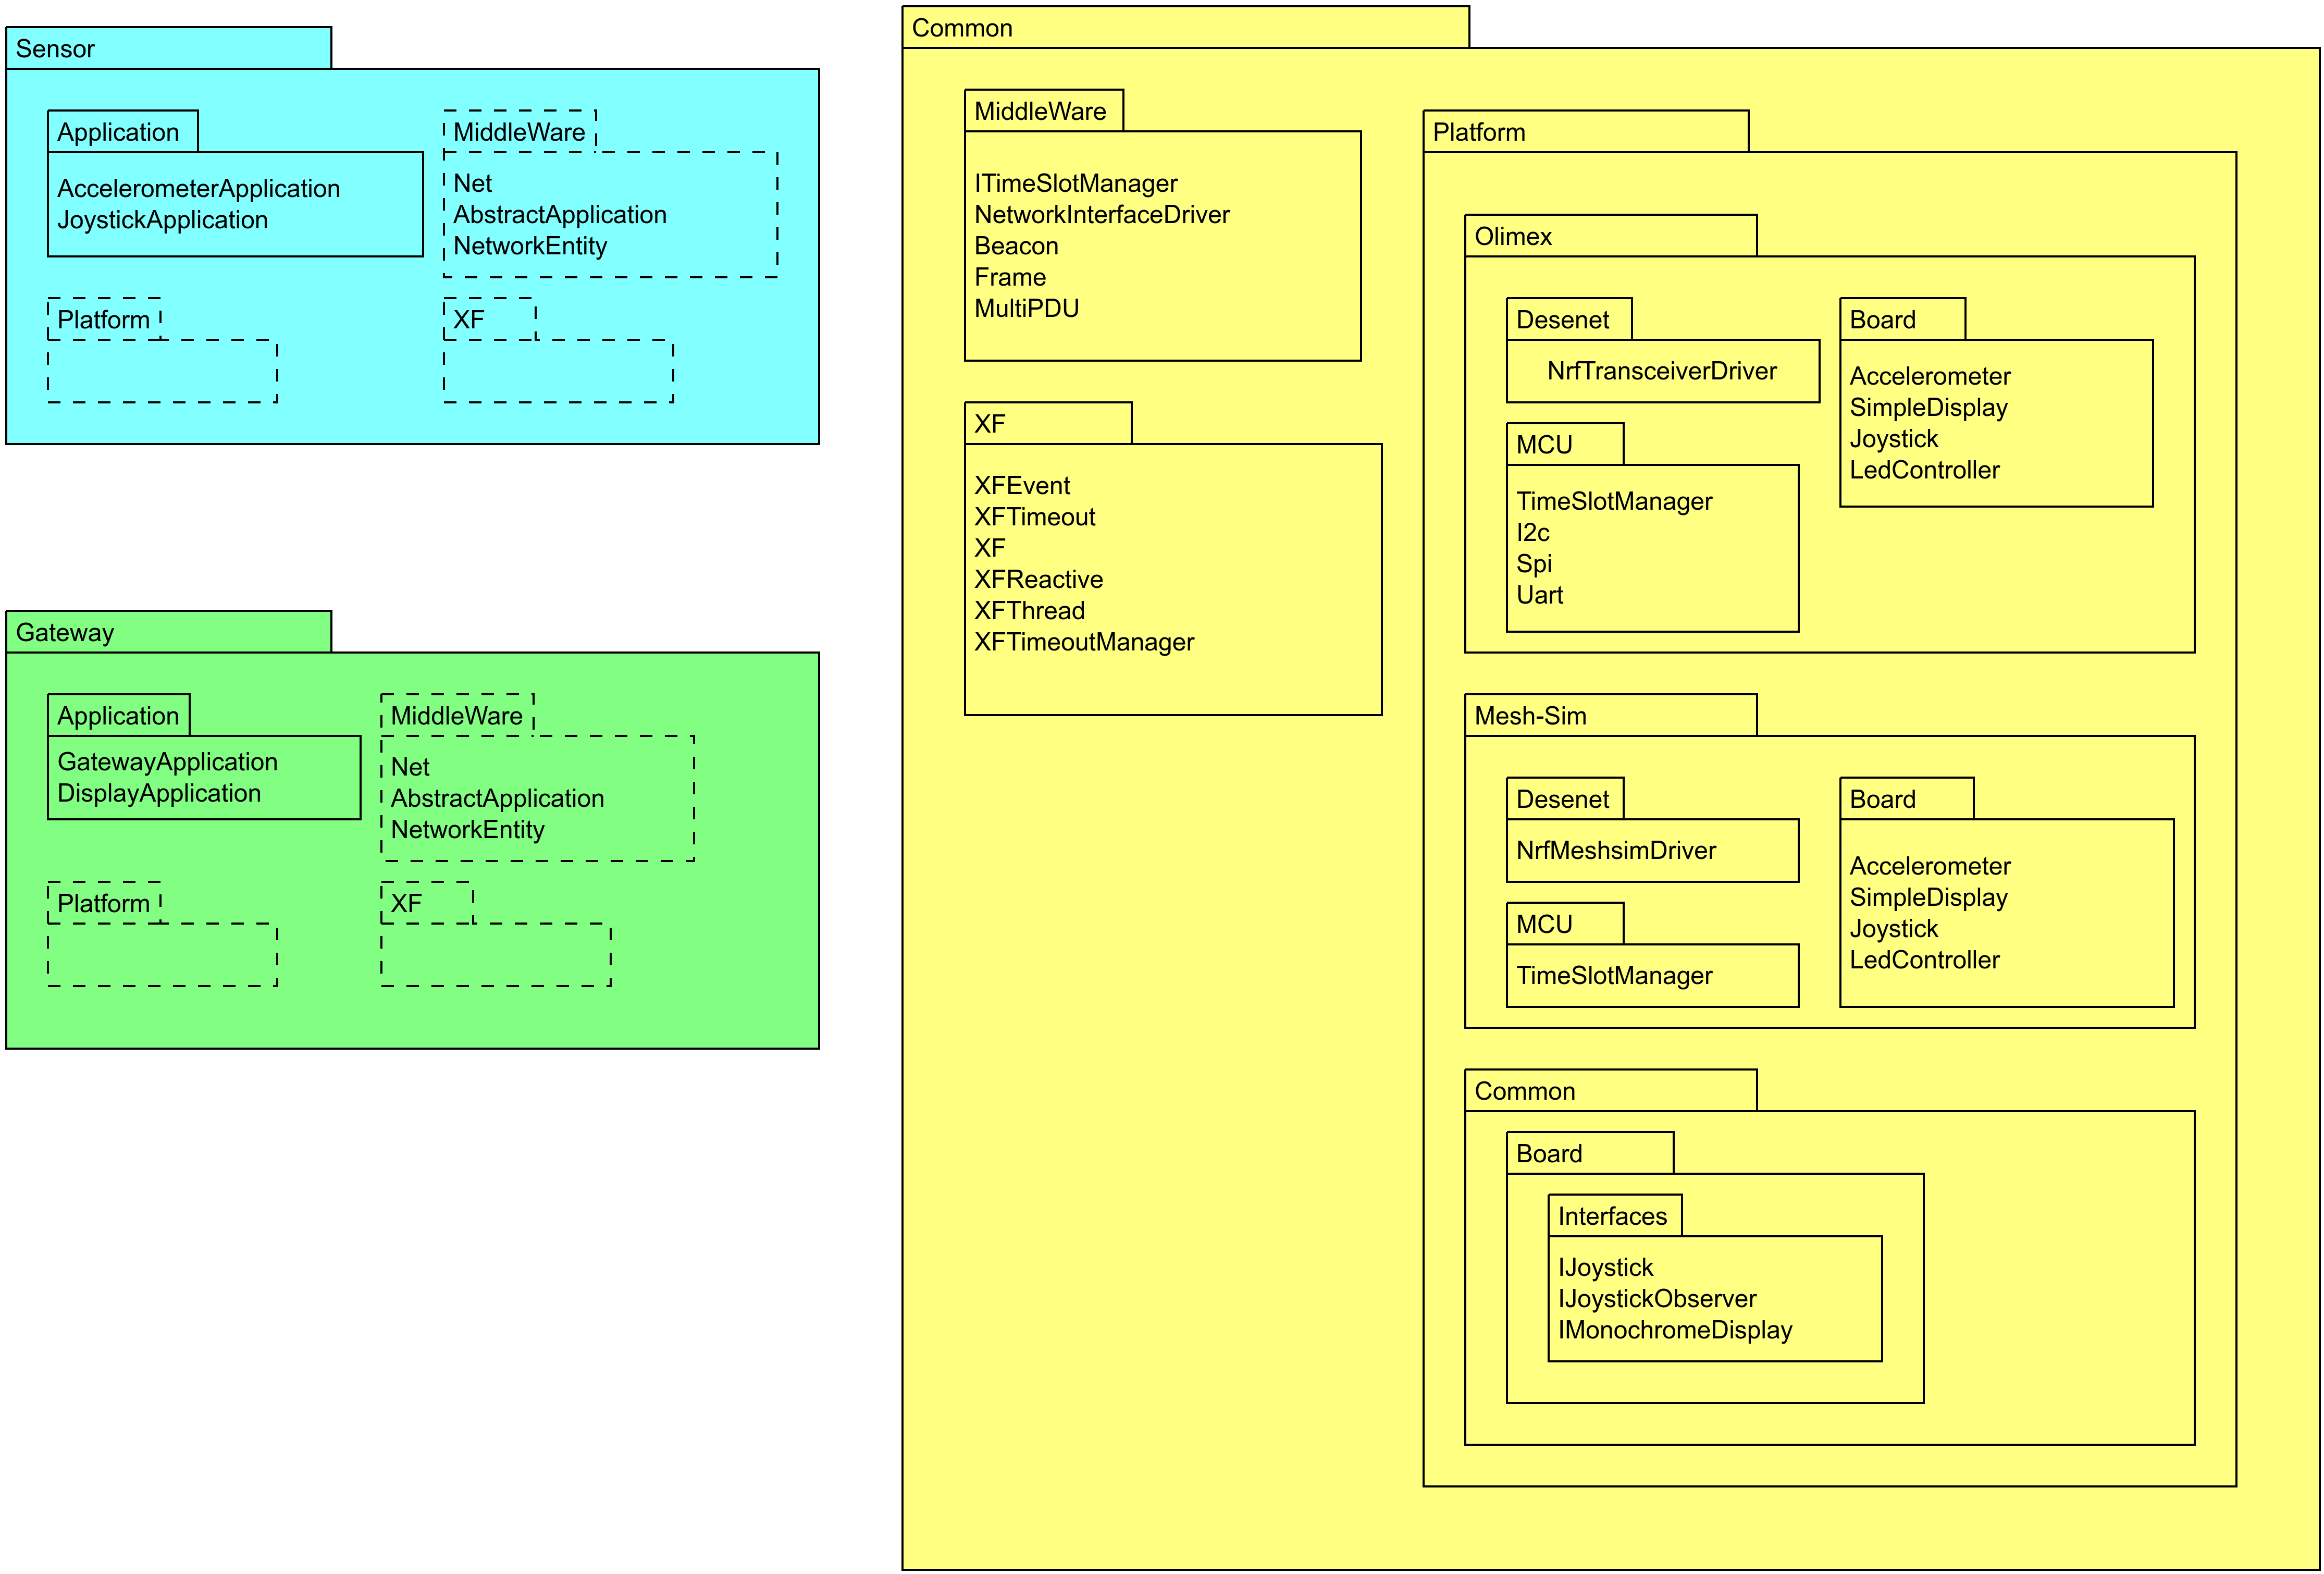 Sensor
Application
AccelerometerApplication
JoystickApplication
MiddleWare
Net
AbstractApplication
NetworkEntity
Platform
XF
Gateway
Application
GatewayApplication
DisplayApplication
MiddleWare
Net
AbstractApplication
NetworkEntity
Platform
XF
Common
MiddleWare
ITimeSlotManager
NetworkInterfaceDriver
Beacon
Frame
MultiPDU
XF
XFEvent
XFTimeout
XF
XFReactive
XFThread
XFTimeoutManager
Platform
Olimex
Desenet
NrfTransceiverDriver
MCU
TimeSlotManager
I2c
Spi
Uart
Board
Accelerometer
SimpleDisplay
Joystick
LedController
Mesh-Sim
Desenet
NrfMeshsimDriver
MCU
TimeSlotManager
Board
Accelerometer
SimpleDisplay
Joystick
LedController
Common
Board
Interfaces
IJoystick
IJoystickObserver
IMonochromeDisplay